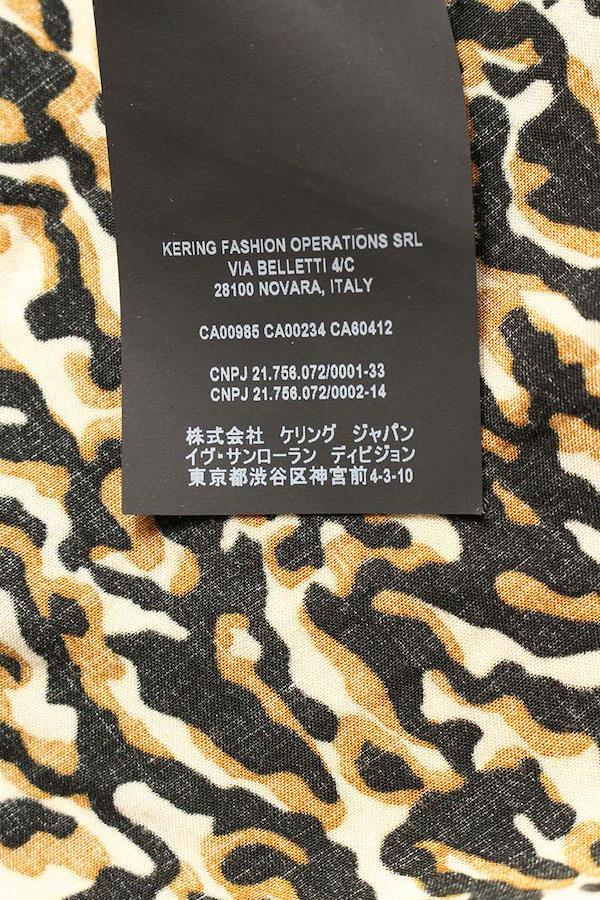 KERING FASHION OPERATIONS SRL
VIA BELLETTI 4/C
28100 NOVARA, ITALY
CA00985 CA00234 CA60412
CNPJ 21.756.072/0001-33
CNPJ 21.756.072/0002-14
株式会社 ケリング ジャパン
イヴ・サンローラン ディビジョン
東京都渋谷区神宮前4-3-10